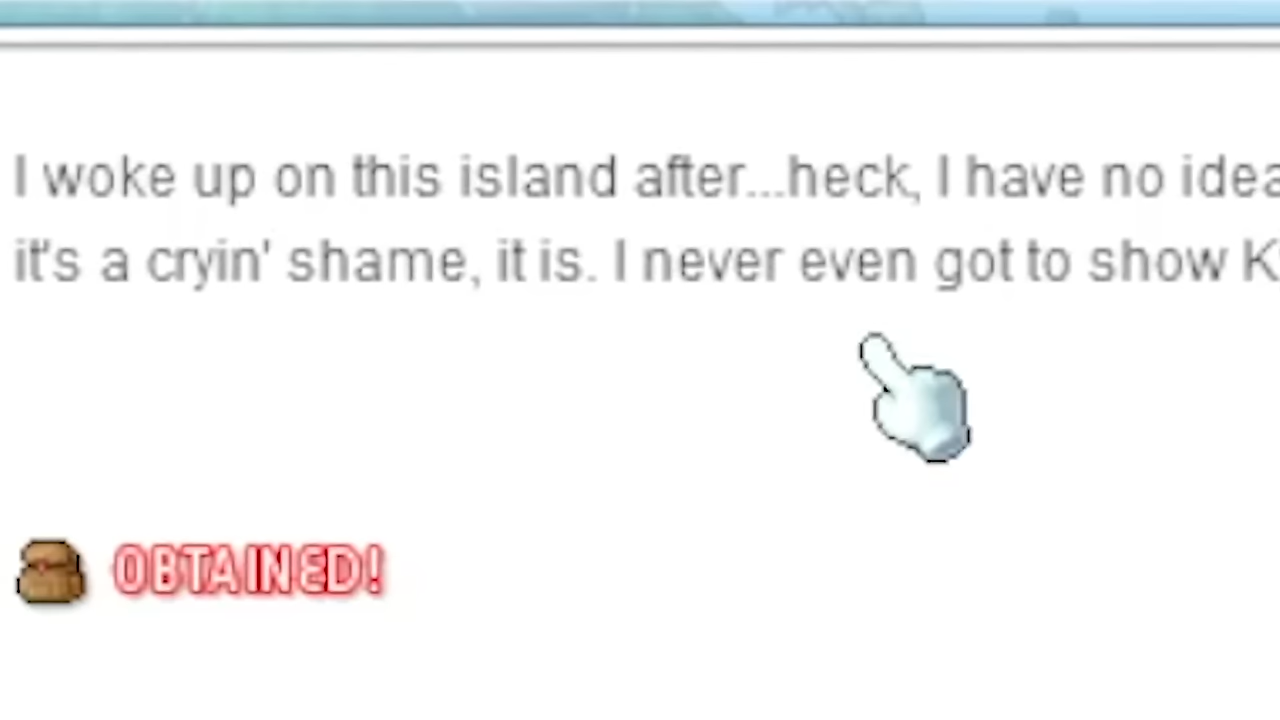 I woke up on this island after...heck, I have no idea
it's a cryin' shame, it is. I never even got to show
OBTAINED!